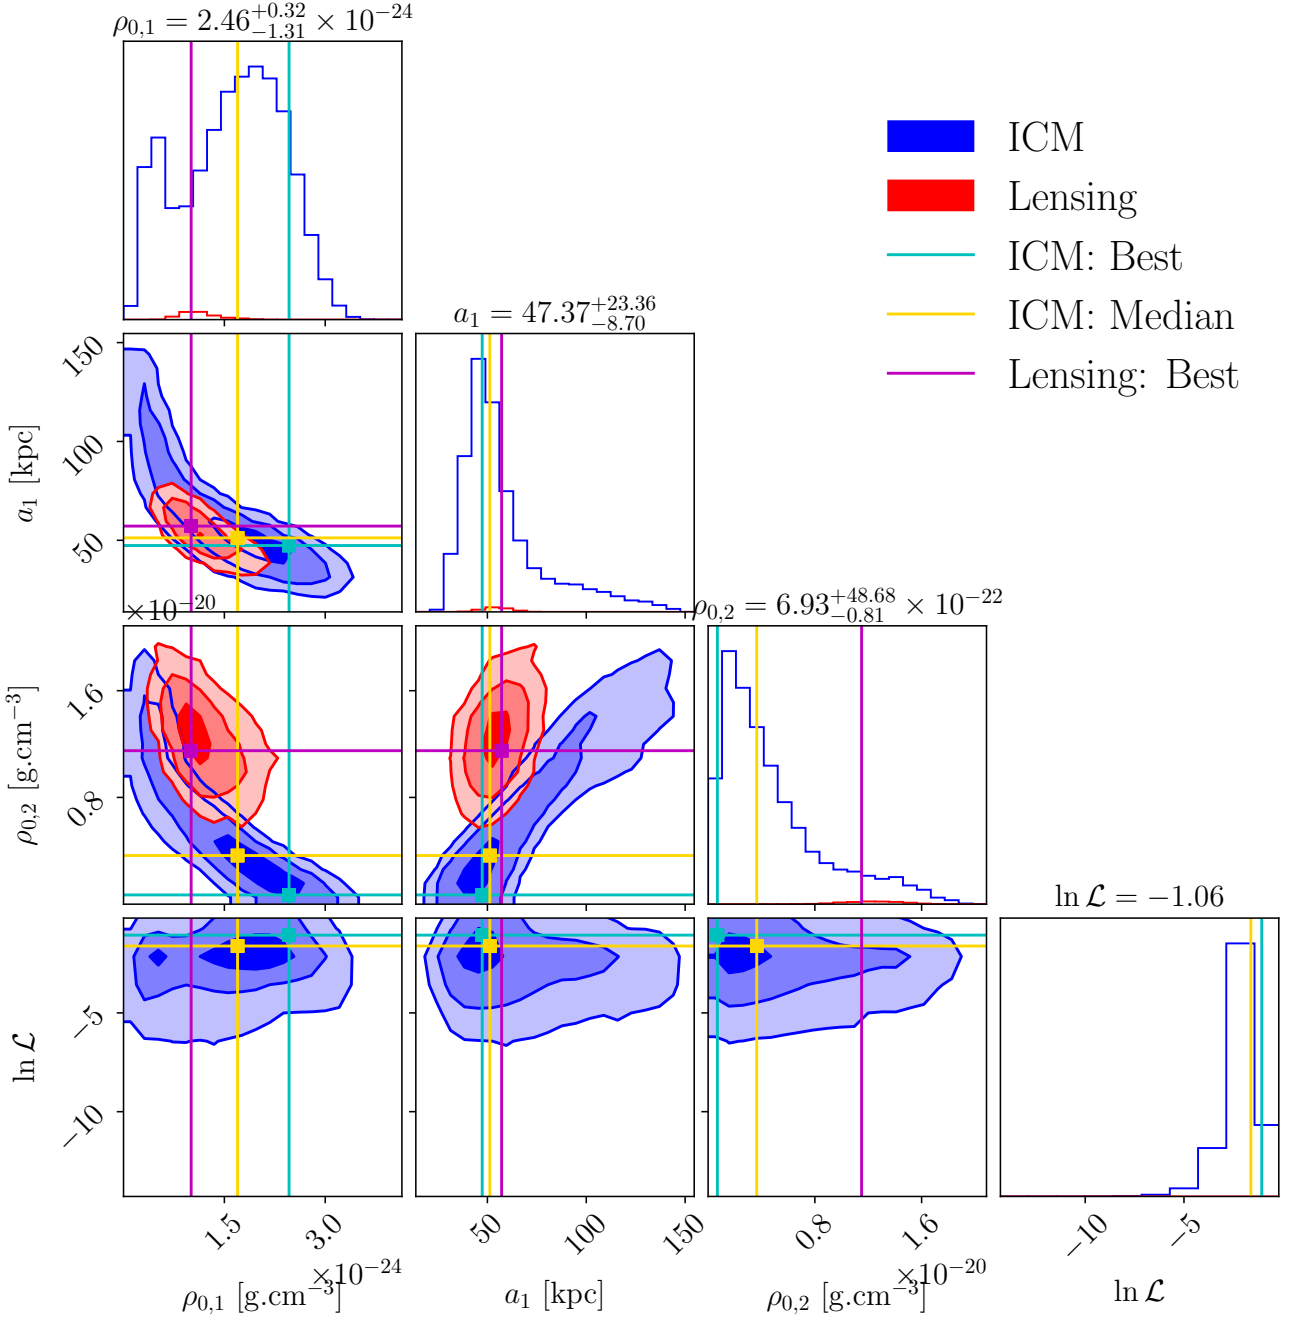 ρ₀,₁ = 2.46⁺⁰·³²₋₁.₃₁ × 10⁻²⁴
ICM
Lensing
ICM: Best
ICM: Median
Lensing: Best
a₁ = 47.37⁺²³·³⁶₋₈.₇₀
150
100
50
a₁ [kpc]
×10⁻²⁰
ρ₀,₂ = 6.93⁺⁴⁸·⁶⁸₋₀.₈₁ × 10⁻²²
1.6
0.8
ρ₀,₂ [g.cm⁻³]
ln ℒ = −1.06
−5
−10
ln ℒ
1.5 3.0
50 100 150
0.8 1.6
−10 −5
×10⁻²⁴
×10⁻²⁰
ρ₀,₁ [g.cm⁻³]
a₁ [kpc]
ρ₀,₂ [g.cm⁻³]
ln ℒ